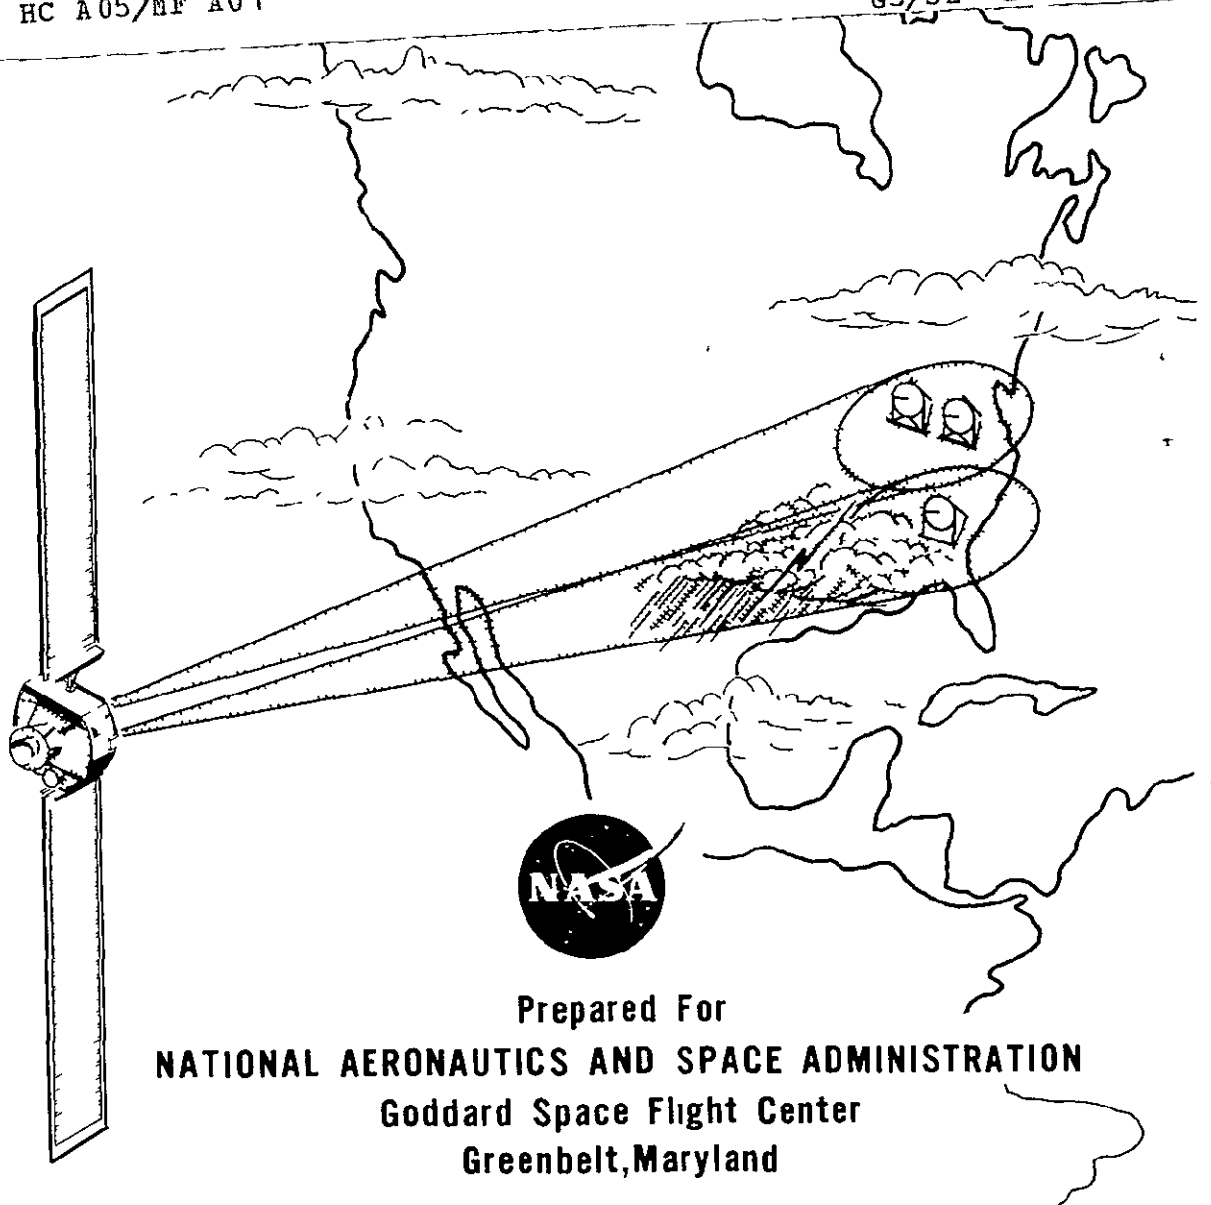 HC A05/MF A01
NASA
Prepared For
NATIONAL AERONAUTICS AND SPACE ADMINISTRATION
Goddard Space Flight Center
Greenbelt,Maryland